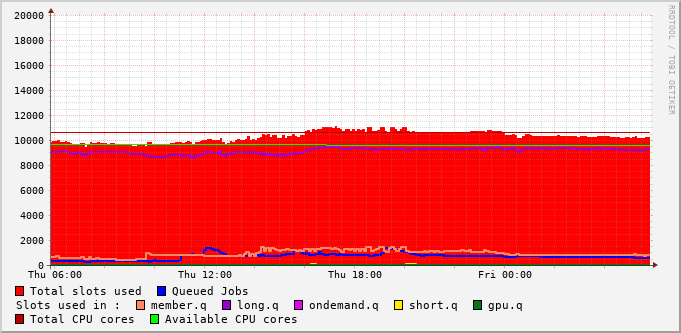 20000
18000
16000
14000
12000
10000
8000
6000
4000
2000
0
Thu 06:00 Thu 12:00 Thu 18:00 Fri 00:00
RRDTOOL / TOBI OETIKER
Total slots used Queued Jobs
Slots used in : member.q long.q ondemand.q short.q gpu.q
Total CPU cores Available CPU cores